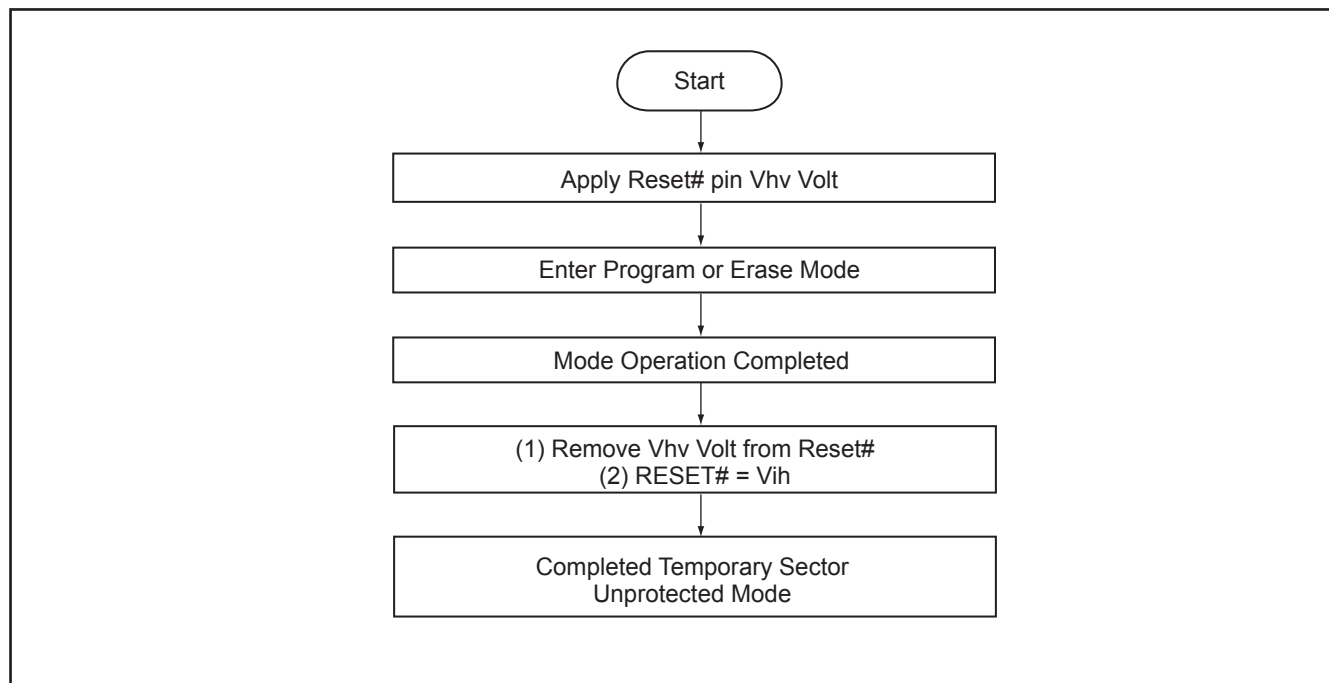 Start
Apply Reset# pin Vhv Volt
Enter Program or Erase Mode
Mode Operation Completed
(1) Remove Vhv Volt from Reset#
(2) RESET# = Vih
Completed Temporary Sector
Unprotected Mode